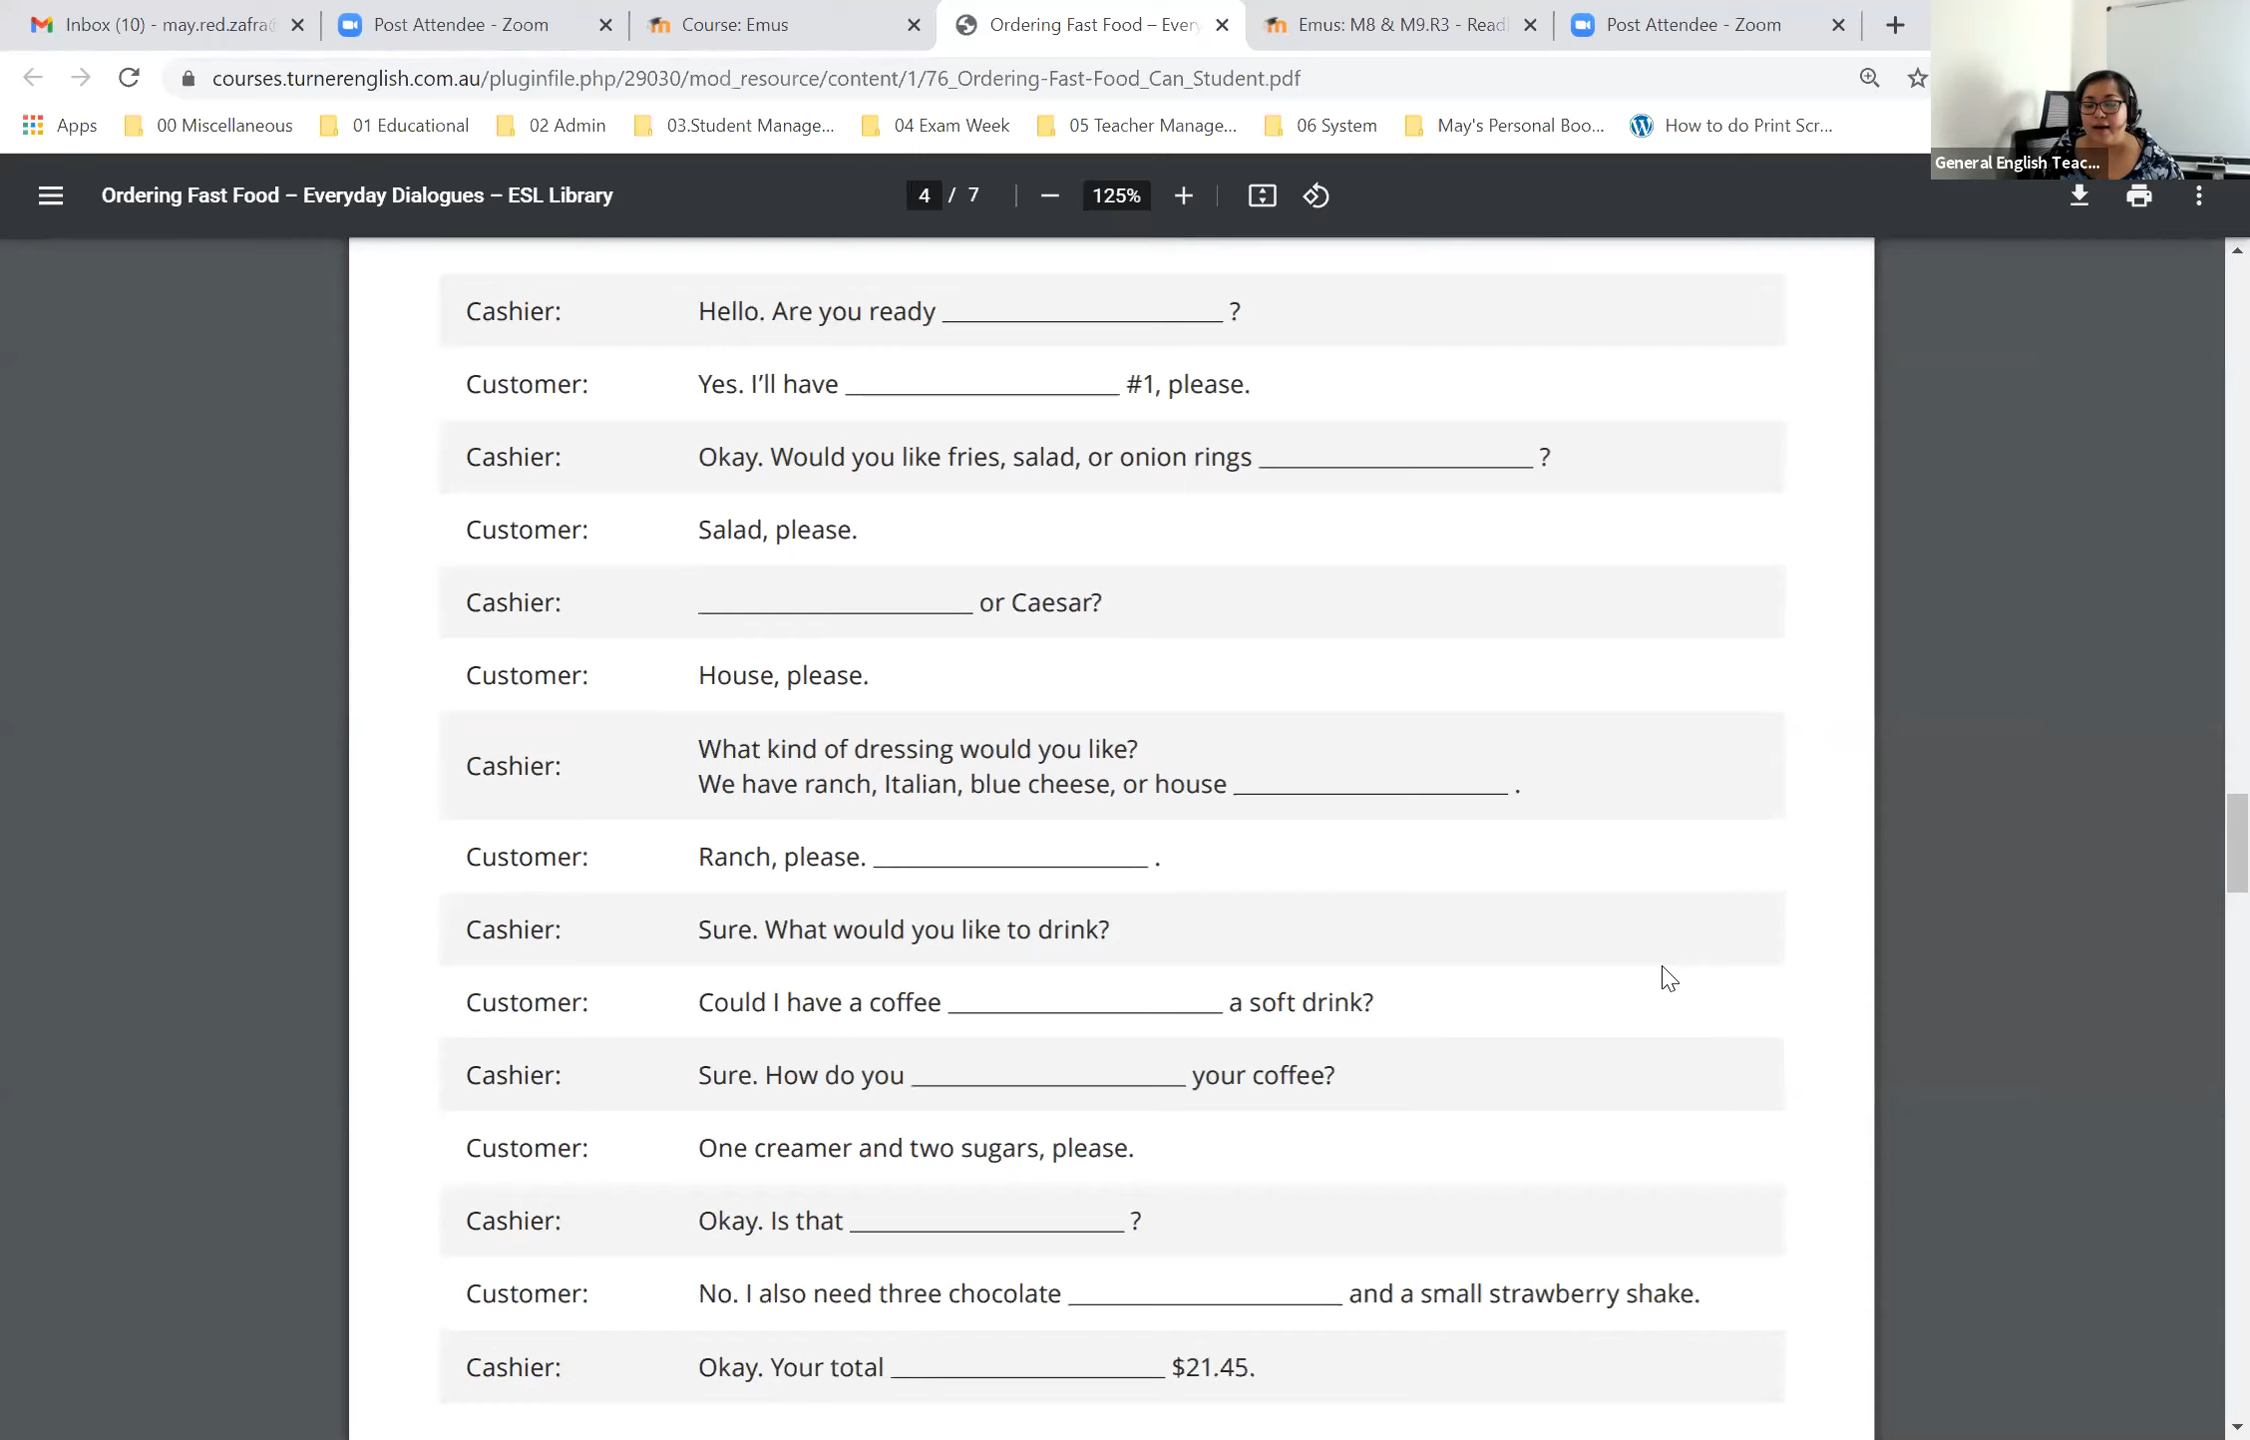 Inbox (10) - may.red.zafra@
Post Attendee - Zoom
Course: Emus
Ordering Fast Food – Every
Emus: M8 & M9.R3 - Readi
Post Attendee - Zoom
courses.turnerenglish.com.au/pluginfile.php/29030/mod_resource/content/1/76_Ordering-Fast-Food_Can_Student.pdf
Apps
00 Miscellaneous
01 Educational
02 Admin
03.Student Manage...
04 Exam Week
05 Teacher Manage...
06 System
May's Personal Boo...
How to do Print Scr...
General English Teac...
Ordering Fast Food – Everyday Dialogues – ESL Library
4 / 7
125%
Cashier: Hello. Are you ready ____________________ ?
Customer: Yes. I’ll have ____________________ #1, please.
Cashier: Okay. Would you like fries, salad, or onion rings ____________________ ?
Customer: Salad, please.
Cashier: ____________________ or Caesar?
Customer: House, please.
Cashier: What kind of dressing would you like?
We have ranch, Italian, blue cheese, or house ____________________ .
Customer: Ranch, please. ____________________ .
Cashier: Sure. What would you like to drink?
Customer: Could I have a coffee ____________________ a soft drink?
Cashier: Sure. How do you ____________________ your coffee?
Customer: One creamer and two sugars, please.
Cashier: Okay. Is that ____________________ ?
Customer: No. I also need three chocolate ____________________ and a small strawberry shake.
Cashier: Okay. Your total ____________________ $21.45.